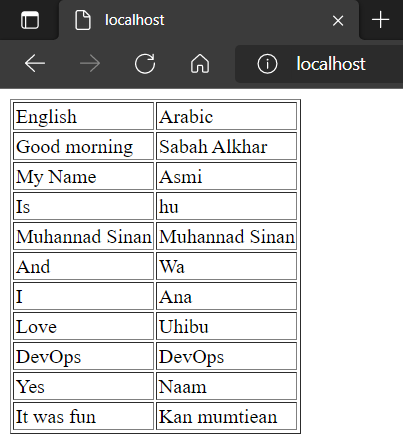 localhost
localhost
English Arabic
Good morning Sabah Alkhar
My Name Asmi
Is hu
Muhannad Sinan Muhannad Sinan
And Wa
I Ana
Love Uhibu
DevOps DevOps
Yes Naam
It was fun Kan mumtiean